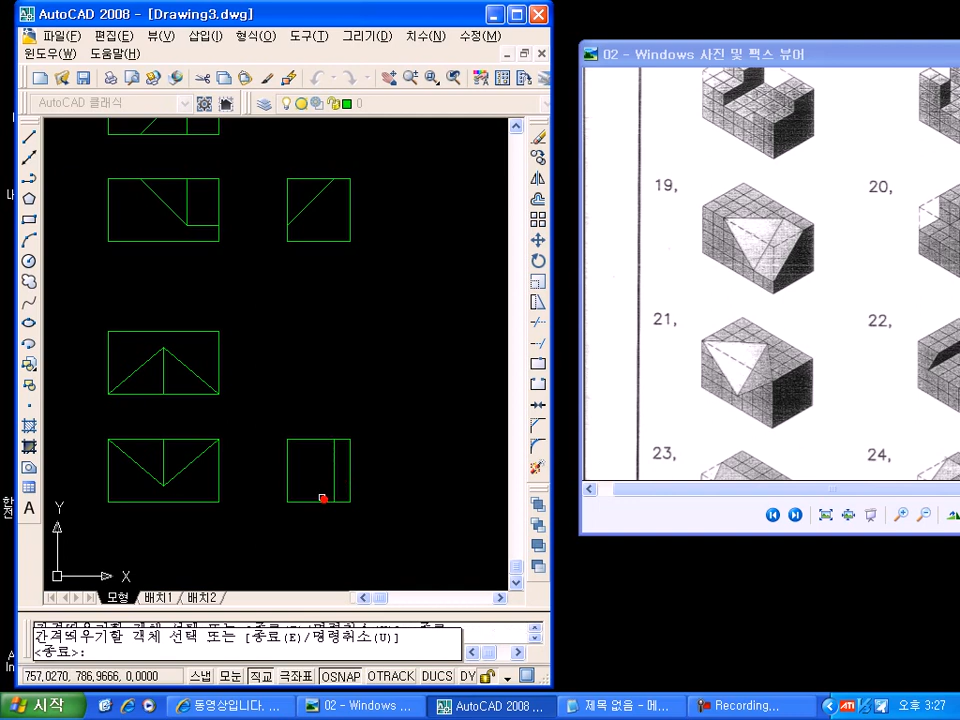 AutoCAD 2008 - [Drawing3.dwg]
파일(F) 편집(E) 뷰(V) 삽입(I) 형식(O) 도구(T) 그리기(D) 치수(N) 수정(M)
윈도우(W) 도움말(H)
AutoCAD 클래식
0
02 - Windows 사진 및 팩스 뷰어
19,
20,
21,
22,
23,
24,
A
Y
X
모형 배치1 배치2
간격띄우기할 객체 선택 또는 [종료(E)/명령취소(U)]
<종료>:
757,0270, 786,9666, 0,0000 스냅 모눈 직교 극좌표 OSNAP OTRACK DUCS DY
시작 동영상입니다. ... 02 - Windows ... AutoCAD 2008 ... 제목 없음 - 메... Recording... 오후 3:27